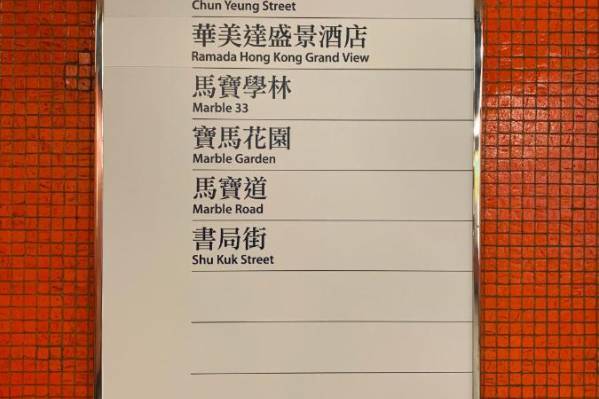 Chun Yeung Street
華美達盛景酒店
Ramada Hong Kong Grand View
馬寶學林
Marble 33
寶馬花園
Marble Garden
馬寶道
Marble Road
書局街
Shu Kuk Street